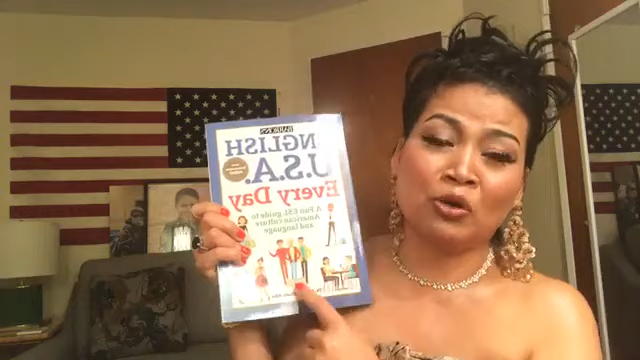 BARRON'S
NGLISH
U.S.A.
Every Day
A Fun ESL guide to
American culture
and language